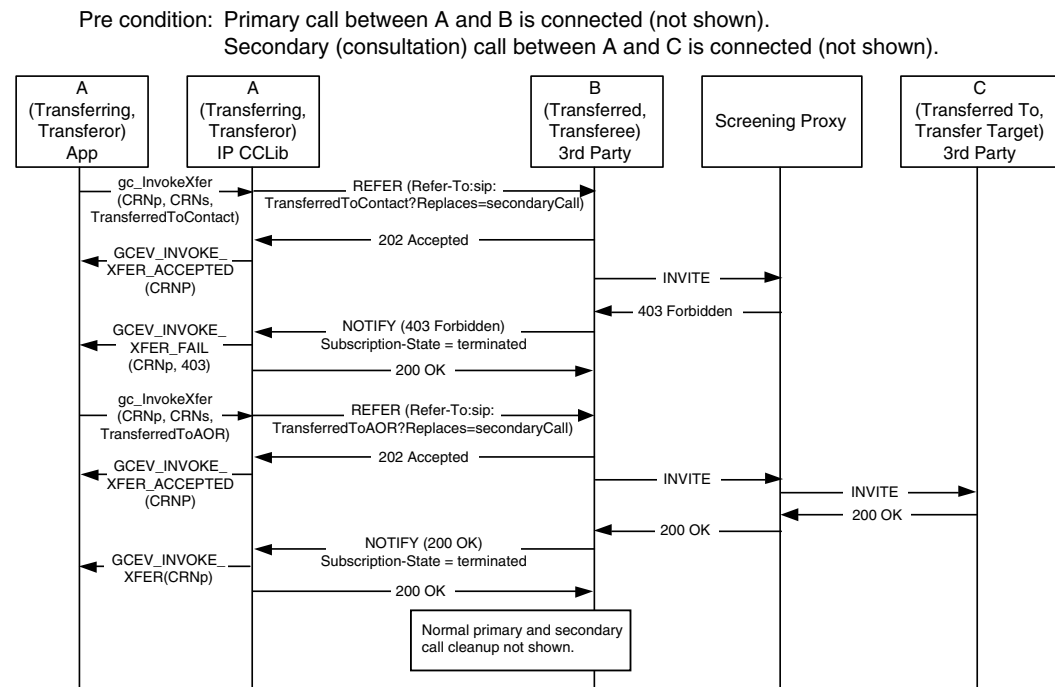 Pre condition: Primary call between A and B is connected (not shown).
Secondary (consultation) call between A and C is connected (not shown).
A
(Transferring,
Transferor)
App
A
(Transferring,
Transferor)
IP CCLib
B
(Transferred,
Transferee)
3rd Party
Screening Proxy
C
(Transferred To,
Transfer Target)
3rd Party
gc_InvokeXfer
(CRNp, CRNs,
TransferredToContact)
REFER (Refer-To:sip:
TransferredToContact?Replaces=secondaryCall)
202 Accepted
GCEV_INVOKE_
XFER_ACCEPTED
(CRNP)
INVITE
403 Forbidden
NOTIFY (403 Forbidden)
Subscription-State = terminated
GCEV_INVOKE_
XFER_FAIL
(CRNp, 403)
200 OK
gc_InvokeXfer
(CRNp, CRNs,
TransferredToAOR)
REFER (Refer-To:sip:
TransferredToAOR?Replaces=secondaryCall)
202 Accepted
GCEV_INVOKE_
XFER_ACCEPTED
(CRNP)
INVITE
INVITE
200 OK
200 OK
NOTIFY (200 OK)
Subscription-State = terminated
GCEV_INVOKE_
XFER(CRNp)
200 OK
Normal primary and secondary
call cleanup not shown.